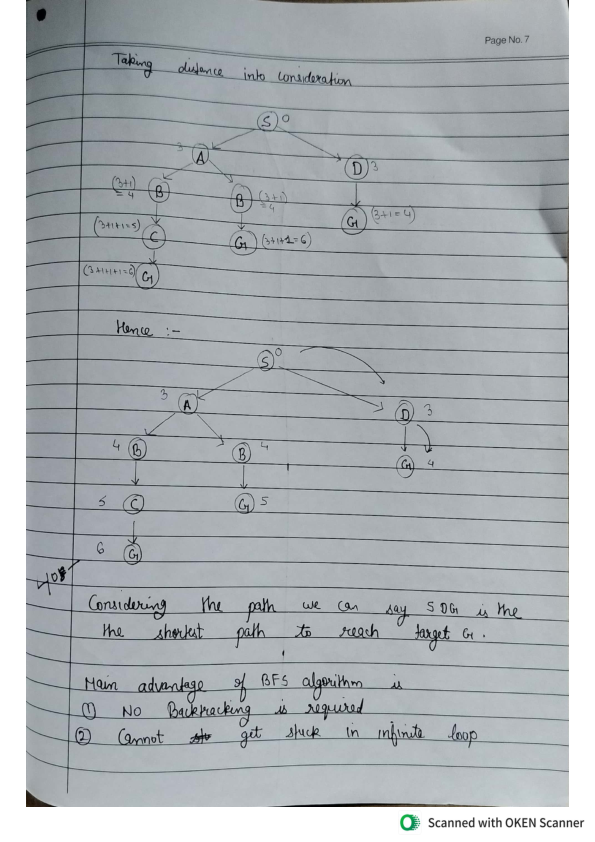 Page No. 7
Taking distance into consideration
S 0
3 A
D 3
(3+1) = 4 B
B (3+1) = 4
G (3+1=4)
(3+1+1=5) C
G (3+1+1=6)
(3+1+1+1=6) G
Hence :-
S 0
3 A
D 3
4 B
B 4
G 4
5 C
G 5
6 G
Considering the path we can say SDG is the
the shortest path to reach target G.
Main advantage of BFS algorithm is
① NO Backtracking is required
② Cannot get stuck in infinite loop
Scanned with OKEN Scanner